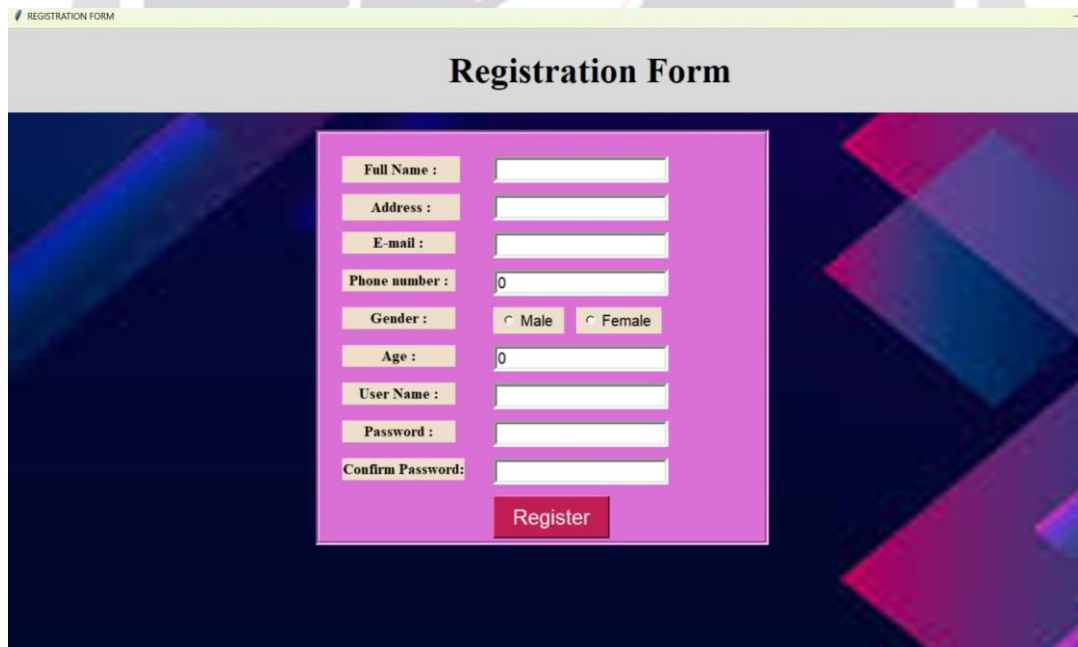 REGISTRATION FORM
Registration Form
Full Name :
Address :
E-mail :
Phone number : 0
Gender : Male Female
Age : 0
User Name :
Password :
Confirm Password:
Register